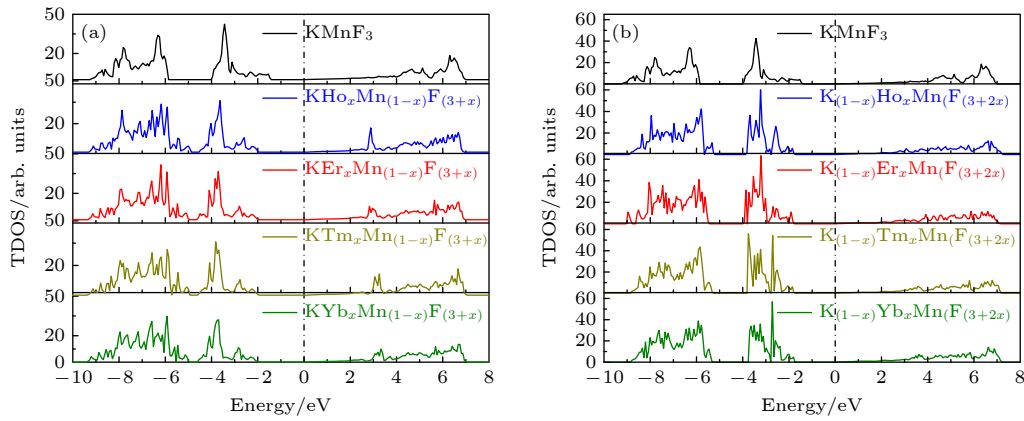 (a)
KMnF3
KHoxMn(1−x)F(3+x)
KErxMn(1−x)F(3+x)
KTmxMn(1−x)F(3+x)
KYbxMn(1−x)F(3+x)
TDOS/arb. units
50
20
50
20
50
20
50
20
50
20
0
−10 −8 −6 −4 −2 0 2 4 6 8
Energy/eV
(b)
KMnF3
K(1−x)HoxMn(F(3+2x)
K(1−x)ErxMn(F(3+2x)
K(1−x)TmxMn(F(3+2x)
K(1−x)YbxMn(F(3+2x)
TDOS/arb. units
60
40
20
60
40
20
60
40
20
60
40
20
60
40
20
0
−10 −8 −6 −4 −2 0 2 4 6 8
Energy/eV